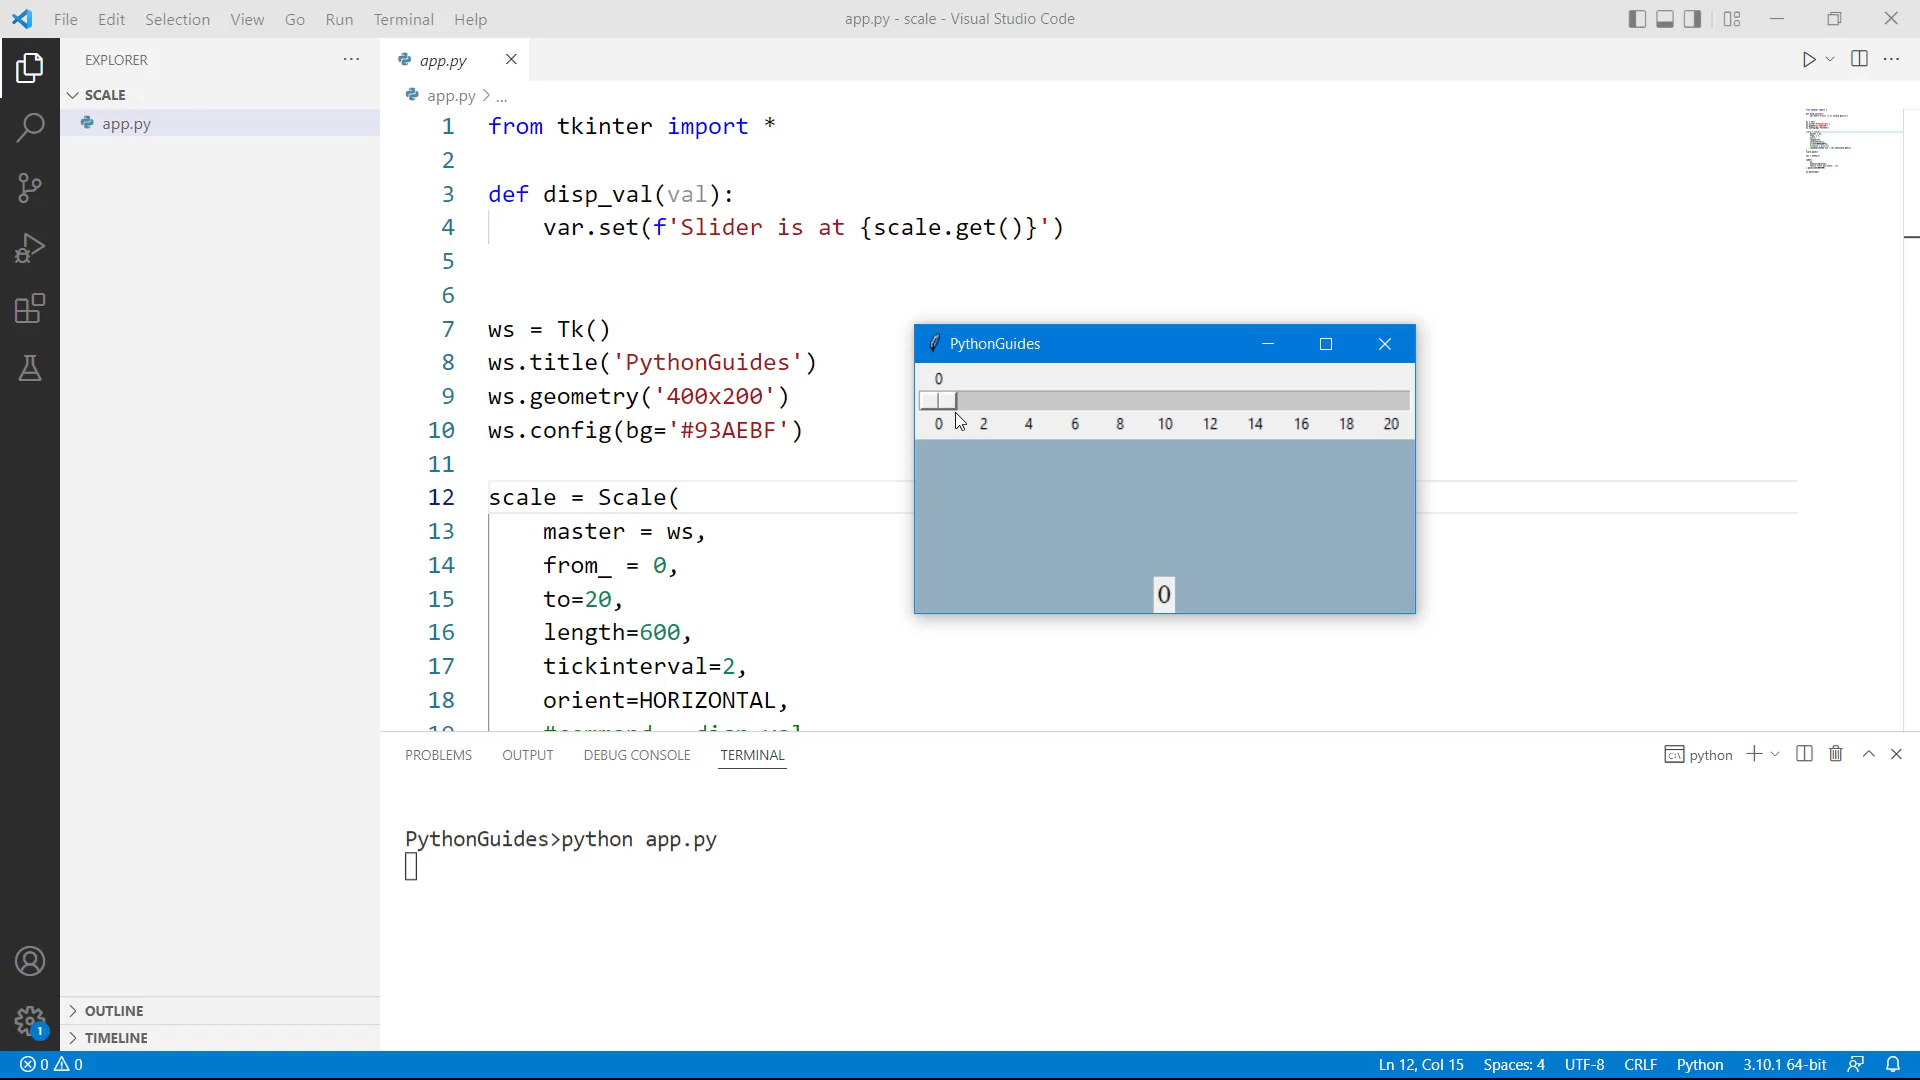 File Edit Selection View Go Run Terminal Help
app.py - scale - Visual Studio Code
EXPLORER
SCALE
app.py
app.py
app.py > ...
1 from tkinter import *
2
3 def disp_val(val):
4 var.set(f'Slider is at {scale.get()}')
5
6
7 ws = Tk()
8 ws.title('PythonGuides')
9 ws.geometry('400x200')
10 ws.config(bg='#93AEBF')
11
12 scale = Scale(
13 master = ws,
14 from_ = 0,
15 to=20,
16 length=600,
17 tickinterval=2,
18 orient=HORIZONTAL,
PythonGuides
0
0 2 4 6 8 10 12 14 16 18 20
0
PROBLEMS OUTPUT DEBUG CONSOLE TERMINAL
python
PythonGuides>python app.py
OUTLINE
TIMELINE
1
0 0
Ln 12, Col 15 Spaces: 4 UTF-8 CRLF Python 3.10.1 64-bit